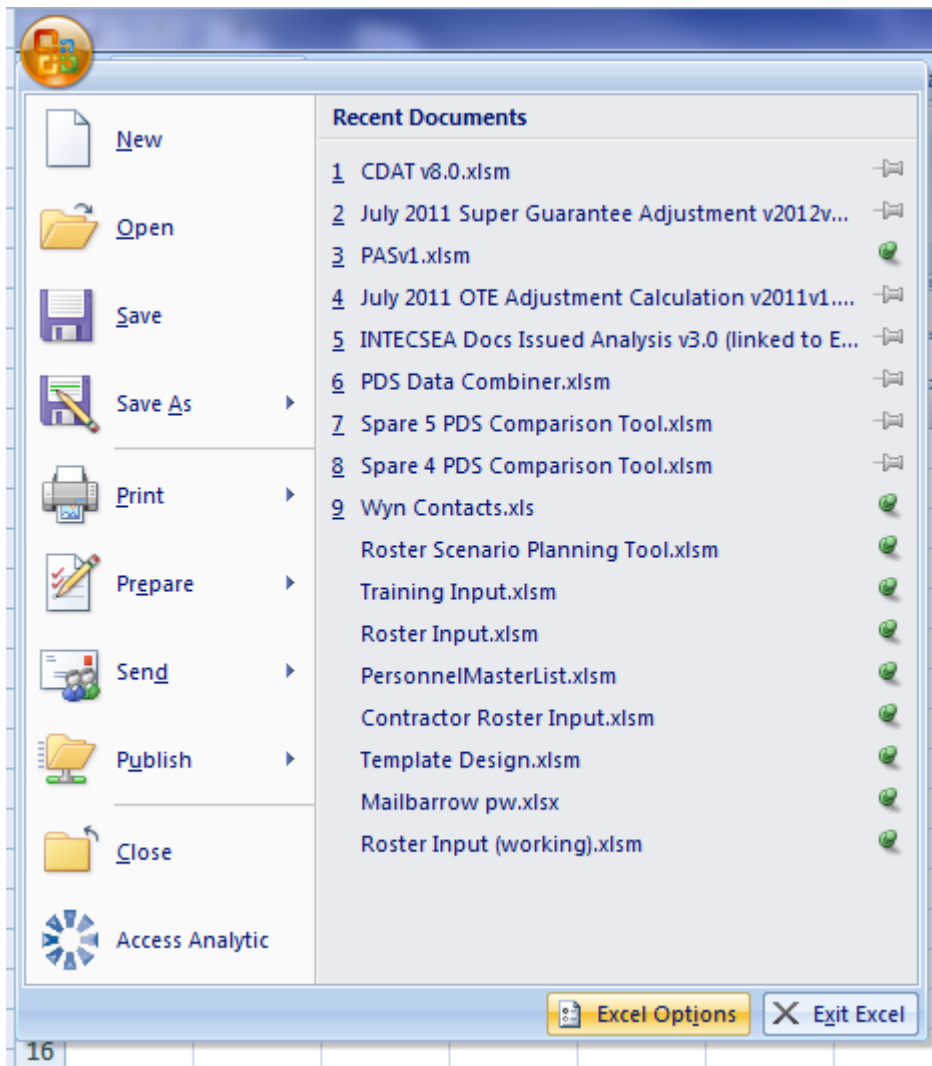 New
Open
Save
Save As
Print
Prepare
Send
Publish
Close
Access Analytic
Recent Documents
1 CDAT v8.0.xlsm
2 July 2011 Super Guarantee Adjustment v2012v...
3 PASv1.xlsm
4 July 2011 OTE Adjustment Calculation v2011v1....
5 INTECSEA Docs Issued Analysis v3.0 (linked to E...
6 PDS Data Combiner.xlsm
7 Spare 5 PDS Comparison Tool.xlsm
8 Spare 4 PDS Comparison Tool.xlsm
9 Wyn Contacts.xls
Roster Scenario Planning Tool.xlsm
Training Input.xlsm
Roster Input.xlsm
PersonnelMasterList.xlsm
Contractor Roster Input.xlsm
Template Design.xlsm
Mailbarrow pw.xlsx
Roster Input (working).xlsm
Excel Options
Exit Excel
16